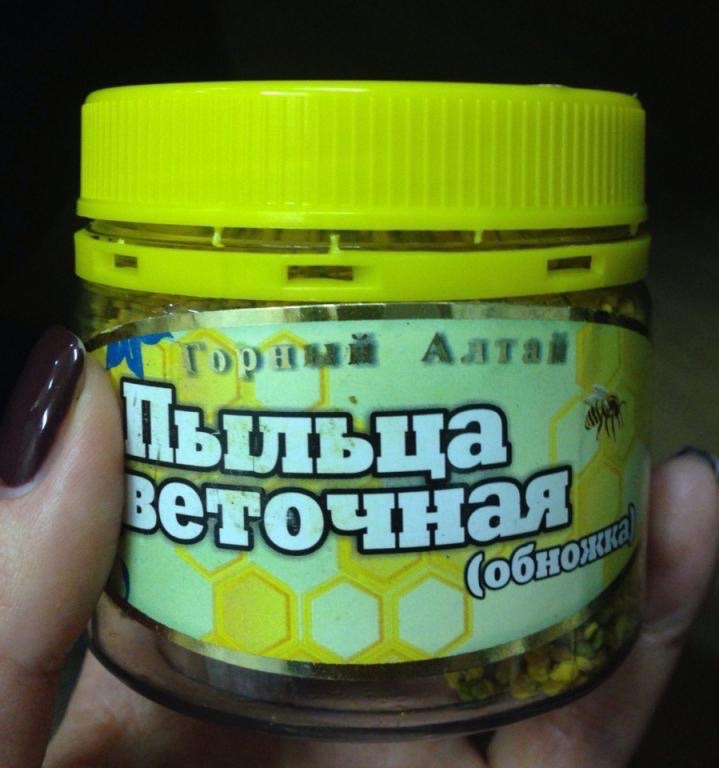 Горный Алтай
Пыльца
веточная
(обножка)